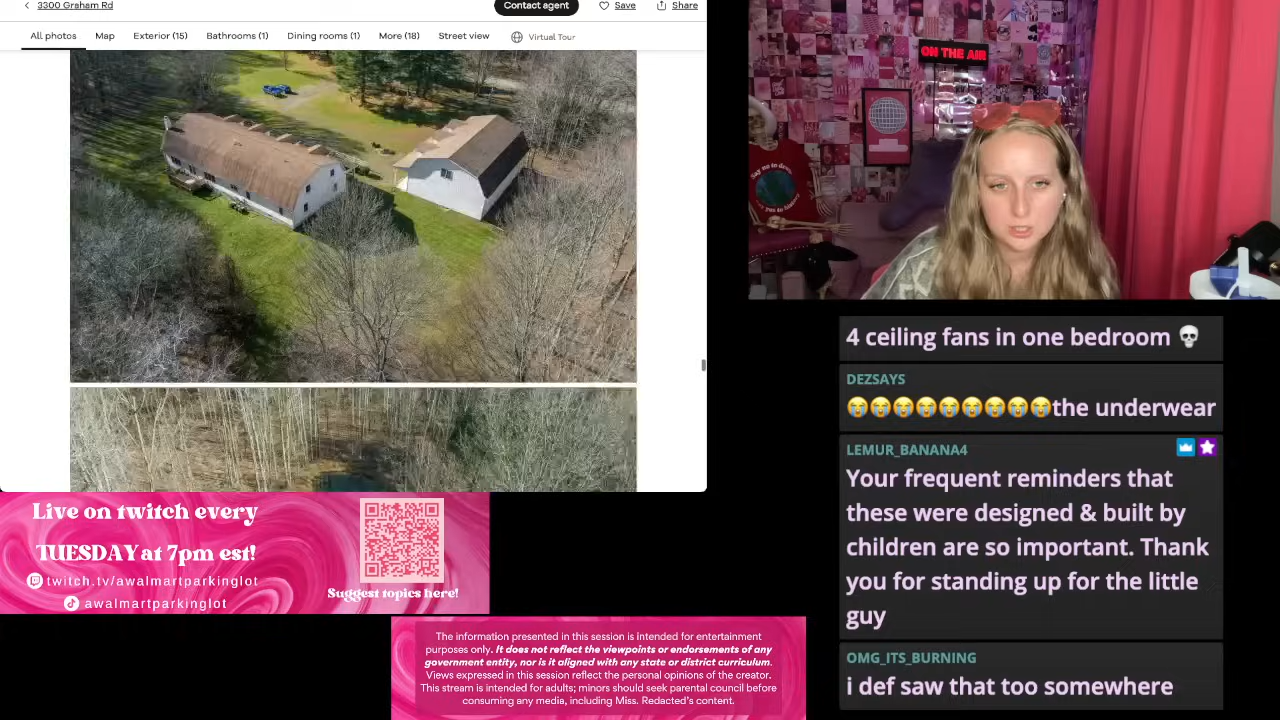 3300 Graham Rd
Contact agent
Save
Share
All photos
Map
Exterior (15)
Bathrooms (1)
Dining rooms (1)
More (18)
Street view
Virtual Tour
ON THE AIR
Say no to drugs
4 ceiling fans in one bedroom 💀
DEZSAYS
😭😭😭😭😭😭😭😭😭the underwear
LEMUR_BANANA4
Your frequent reminders that
these were designed & built by
children are so important. Thank
you for standing up for the little
guy
OMG_ITS_BURNING
i def saw that too somewhere
Live on twitch every
TUESDAY at 7pm est!
twitch.tv/awalmartparkinglot
awalmartparkinglot
Suggest topics here!
The information presented in this session is intended for entertainment
purposes only. It does not reflect the viewpoints or endorsements of any
government entity, nor is it aligned with any state or district curriculum.
Views expressed in this session reflect the personal opinions of the creator.
This stream is intended for adults; minors should seek parental council before
consuming any media, including Miss. Redacted's content.